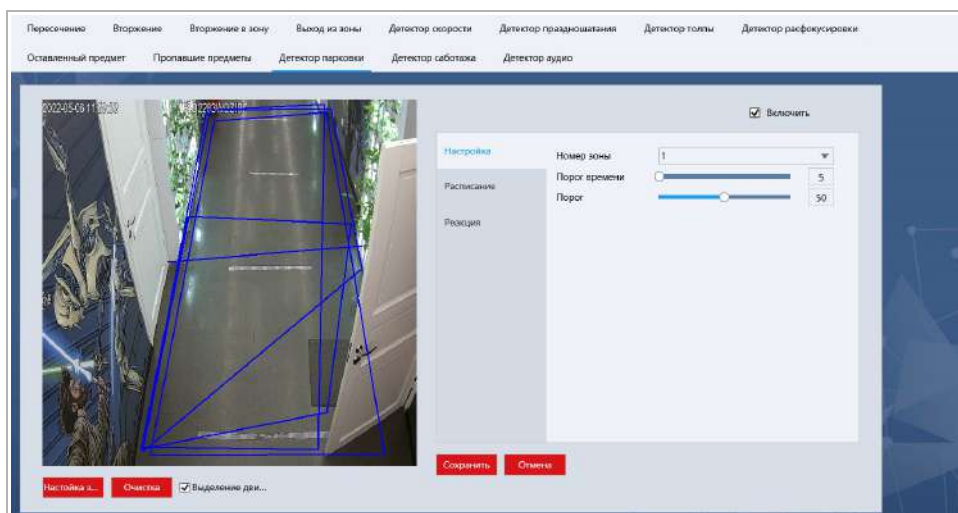 Пересечение Вторжение Вторжение в зону Выход из зоны Детектор скорости Детектор праздношатания Детектор толпы Детектор расфокусировки
Оставленный предмет Пропавшие предметы Детектор парковки Детектор саботажа Детектор аудио
Включить
Настройка
Номер зоны 1
Порог времени 5
Расписание
Порог 50
Реакция
Сохранить Отмена
Настойка з... Очистка Выделение дви...